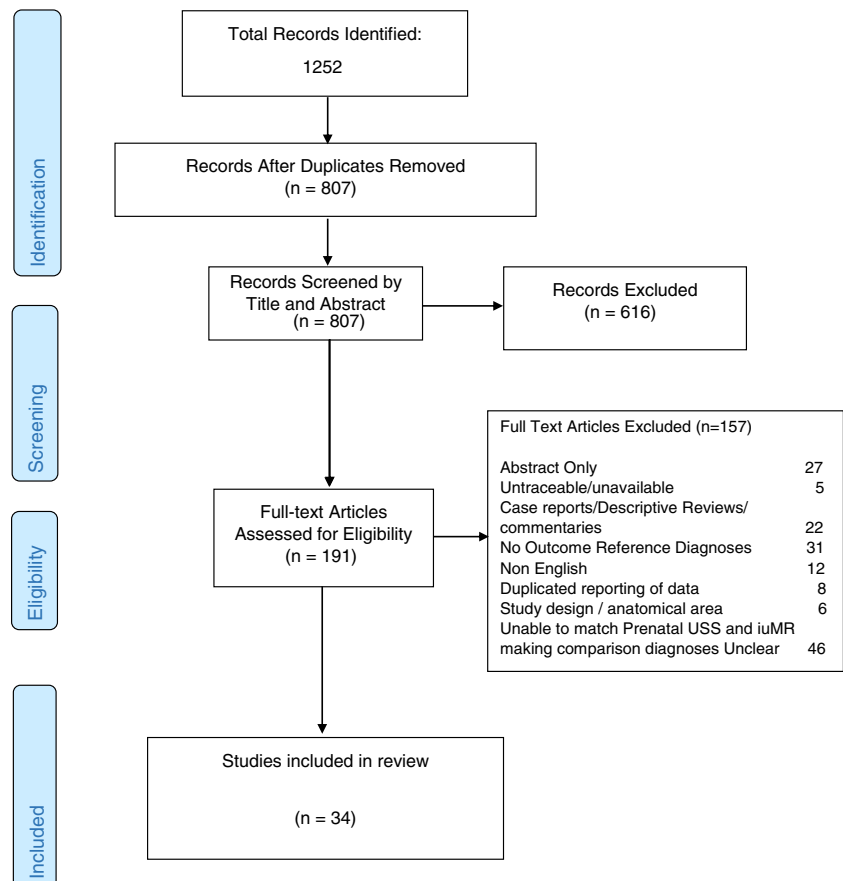 Total Records Identified:
1252
Identification
Records After Duplicates Removed
(n = 807)
Records Screened by
Title and Abstract
(n = 807)
Records Excluded
(n = 616)
Screening
Full Text Articles Excluded (n=157)
Abstract Only 27
Untraceable/unavailable 5
Case reports/Descriptive Reviews/
commentaries 22
No Outcome Reference Diagnoses 31
Non English 12
Duplicated reporting of data 8
Study design / anatomical area 6
Unable to match Prenatal USS and iuMR
making comparison diagnoses Unclear 46
Full-text Articles
Assessed for Eligibility
(n = 191)
Eligibility
Studies included in review
(n = 34)
Included